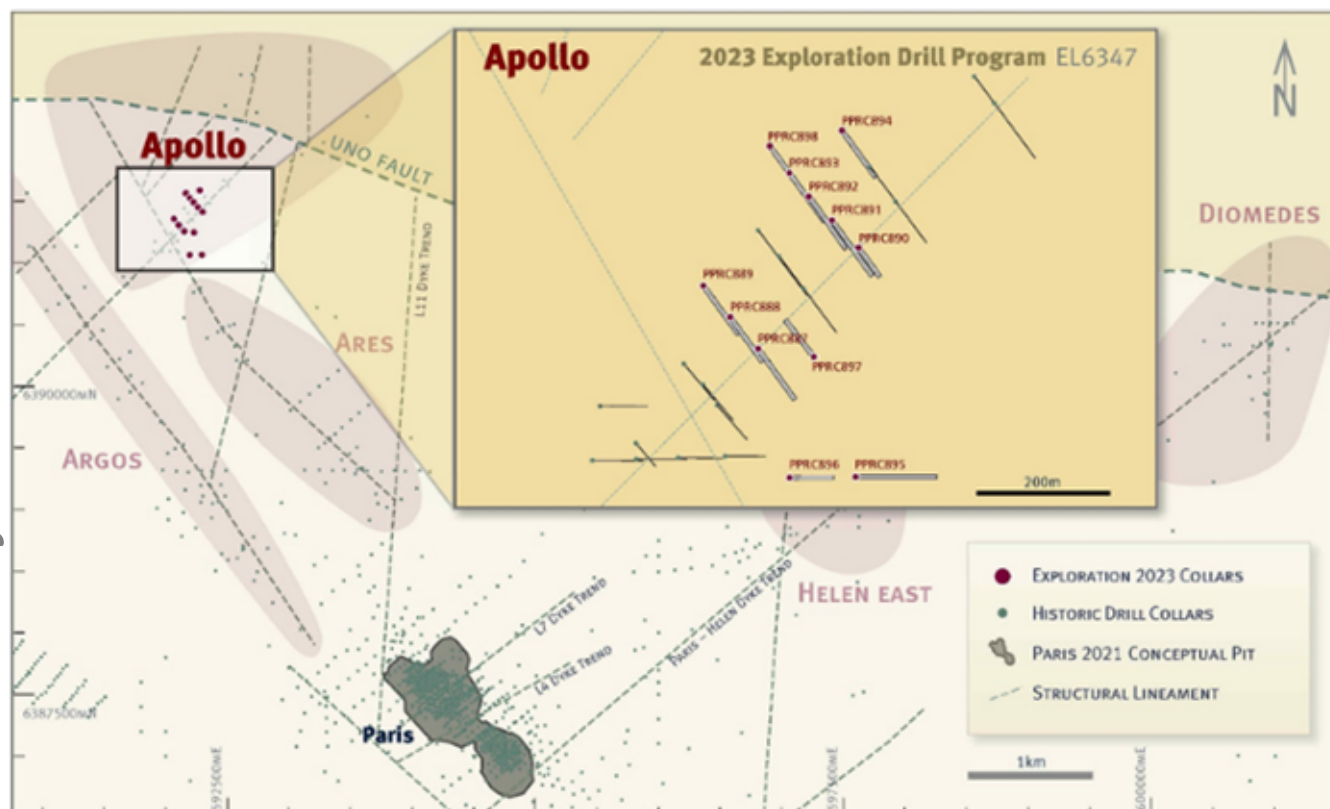 Apollo
2023 Exploration Drill Program EL6347
N
PPRC894
PPRC898
PPRC893
PPRC892
PPRC891
PPRC890
PPRC889
PPRC888
PPRC887
PPRC897
PPRC896
PPRC895
200m
Apollo
UNO FAULT
L11 DYKE TREND
DIOMEDES
ARES
6390000mN
ARGOS
HELEN EAST
L7 DYKE TREND
L4 DYKE TREND
PARIS - HELEN DYKE TREND
6387500mN
Paris
EXPLORATION 2023 COLLARS
HISTORIC DRILL COLLARS
PARIS 2021 CONCEPTUAL PIT
STRUCTURAL LINEAMENT
1km